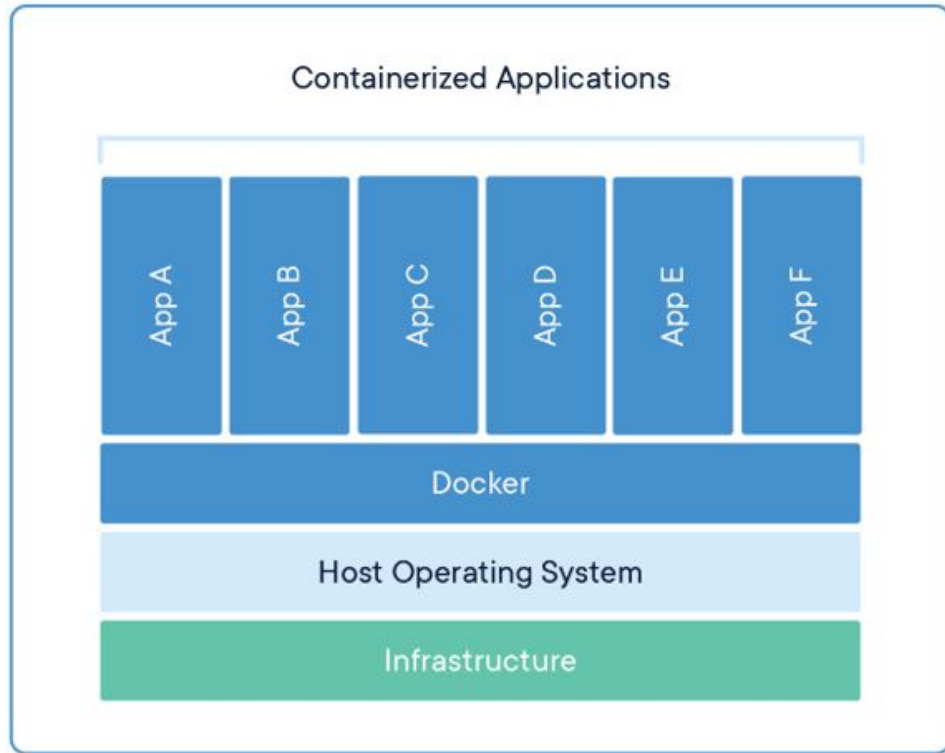 Containerized Applications
App A
App B
App C
App D
App E
App F
Docker
Host Operating System
Infrastructure